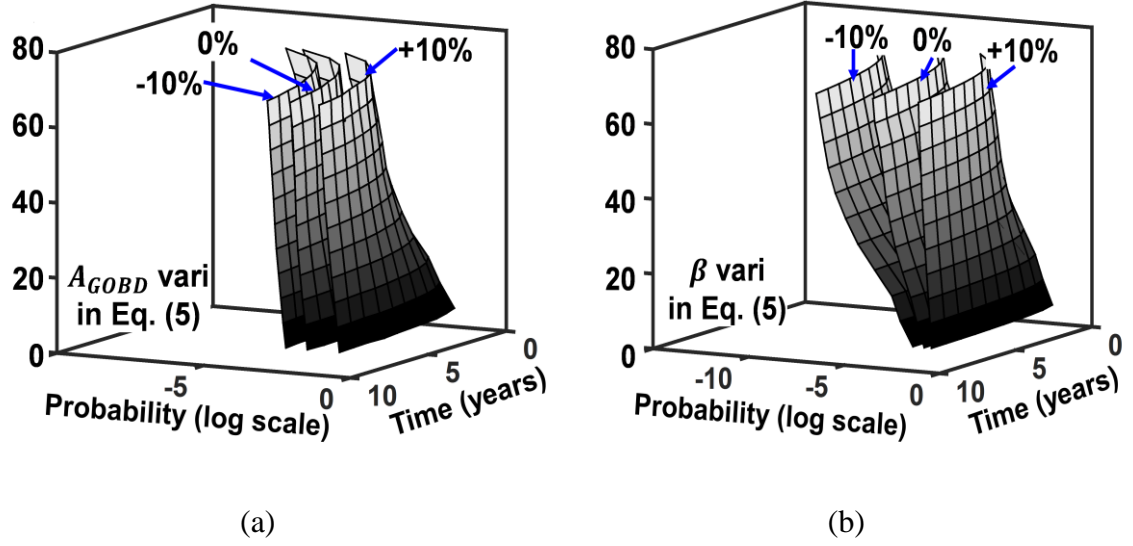 80
60
40
20
0
0%
+10%
-10%
A_GOBD vari
in Eq. (5)
-5
0
10
5
0
Probability (log scale)
Time (years)
(a)
80
60
40
20
0
-10%
0%
+10%
β vari
in Eq. (5)
-10
-5
0
10
5
0
Probability (log scale)
Time (years)
(b)